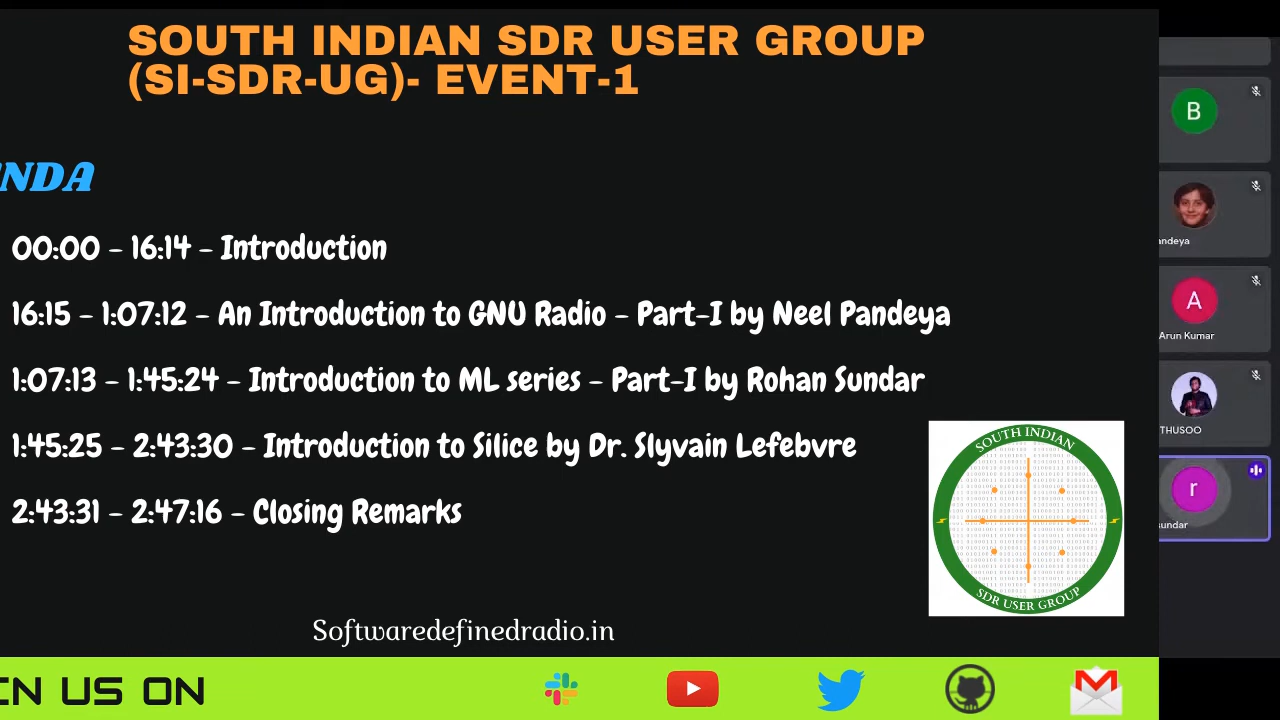 SOUTH INDIAN SDR USER GROUP
(SI-SDR-UG)- EVENT-1
NDA
00:00 - 16:14 - Introduction
16:15 - 1:07:12 - An Introduction to GNU Radio - Part-I by Neel Pandeya
1:07:13 - 1:45:24 - Introduction to ML series - Part-I by Rohan Sundar
1:45:25 - 2:43:30 - Introduction to Silice by Dr. Slyvain Lefebvre
2:43:31 - 2:47:16 - Closing Remarks
SOUTH INDIAN
SDR USER GROUP
Softwaredefinedradio.in
IN US ON
B
andeya
A
Arun Kumar
THUSOO
r
sundar